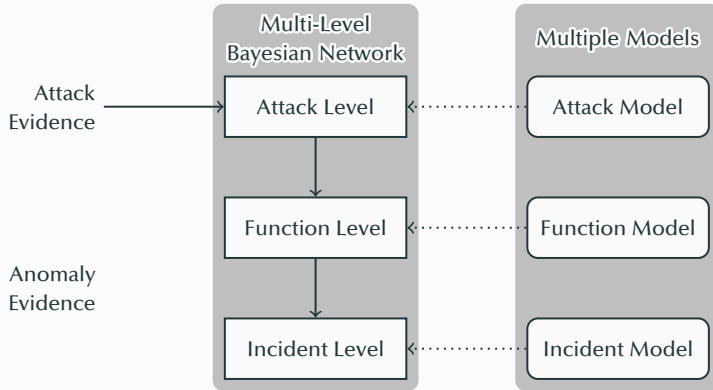 Multi-Level
Bayesian Network
Multiple Models
Attack
Evidence
Attack Level
Attack Model
Function Level
Function Model
Anomaly
Evidence
Incident Level
Incident Model